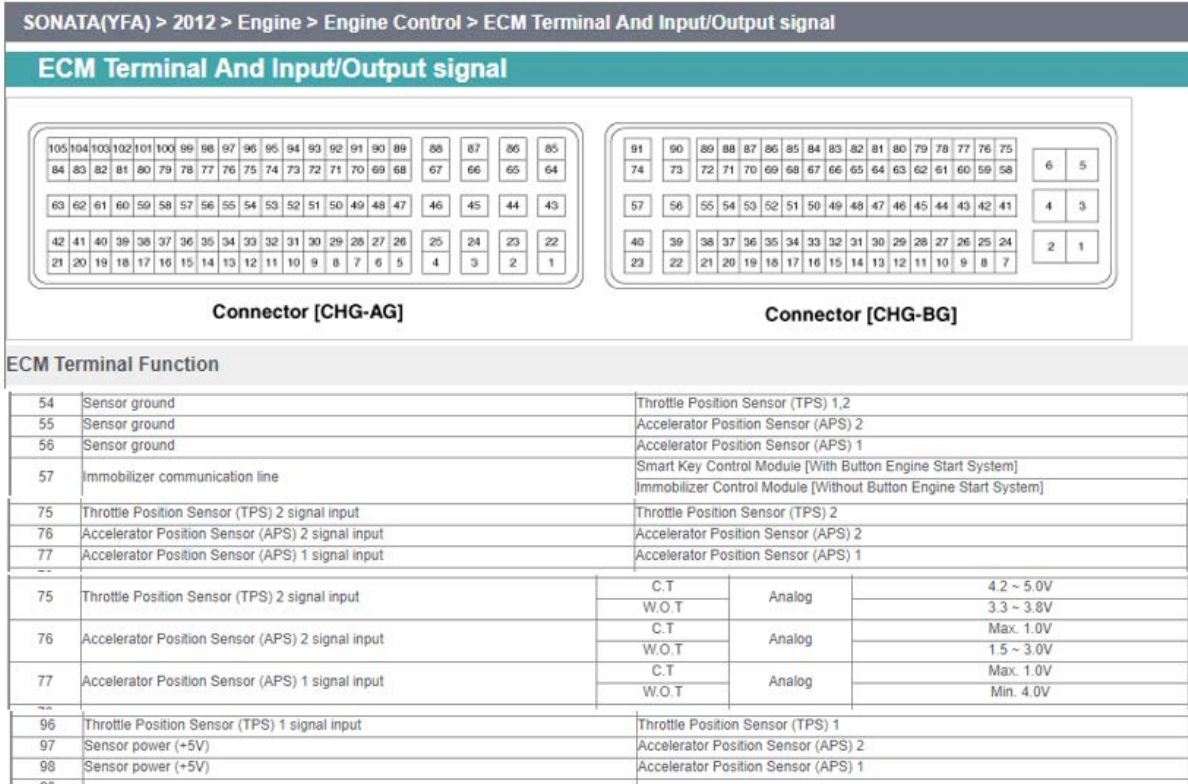 SONATA(YFA) > 2012 > Engine > Engine Control > ECM Terminal And Input/Output signal
ECM Terminal And Input/Output signal
105 104 103 102 101 100 99 98 97 96 95 94 93 92 91 90 89 88 87 86 85
84 83 82 81 80 79 78 77 76 75 74 73 72 71 70 69 68 67 66 65 64
63 62 61 60 59 58 57 56 55 54 53 52 51 50 49 48 47 46 45 44 43
42 41 40 39 38 37 36 35 34 33 32 31 30 29 28 27 26 25 24 23 22
21 20 19 18 17 16 15 14 13 12 11 10 9 8 7 6 5 4 3 2 1
Connector [CHG-AG]
91 90 89 88 87 86 85 84 83 82 81 80 79 78 77 76 75
74 73 72 71 70 69 68 67 66 65 64 63 62 61 60 59 58
6 5
57 56 55 54 53 52 51 50 49 48 47 46 45 44 43 42 41
4 3
40 39 38 37 36 35 34 33 32 31 30 29 28 27 26 25 24
23 22 21 20 19 18 17 16 15 14 13 12 11 10 9 8 7
2 1
Connector [CHG-BG]
ECM Terminal Function
54 Sensor ground Throttle Position Sensor (TPS) 1,2
55 Sensor ground Accelerator Position Sensor (APS) 2
56 Sensor ground Accelerator Position Sensor (APS) 1
57 Immobilizer communication line Smart Key Control Module [With Button Engine Start System]
Immobilizer Control Module [Without Button Engine Start System]
75 Throttle Position Sensor (TPS) 2 signal input Throttle Position Sensor (TPS) 2
76 Accelerator Position Sensor (APS) 2 signal input Accelerator Position Sensor (APS) 2
77 Accelerator Position Sensor (APS) 1 signal input Accelerator Position Sensor (APS) 1
75 Throttle Position Sensor (TPS) 2 signal input C.T Analog 4.2 ~ 5.0V
W.O.T 3.3 ~ 3.8V
76 Accelerator Position Sensor (APS) 2 signal input C.T Analog Max. 1.0V
W.O.T 1.5 ~ 3.0V
77 Accelerator Position Sensor (APS) 1 signal input C.T Analog Max. 1.0V
W.O.T Min. 4.0V
96 Throttle Position Sensor (TPS) 1 signal input Throttle Position Sensor (TPS) 1
97 Sensor power (+5V) Accelerator Position Sensor (APS) 2
98 Sensor power (+5V) Accelerator Position Sensor (APS) 1